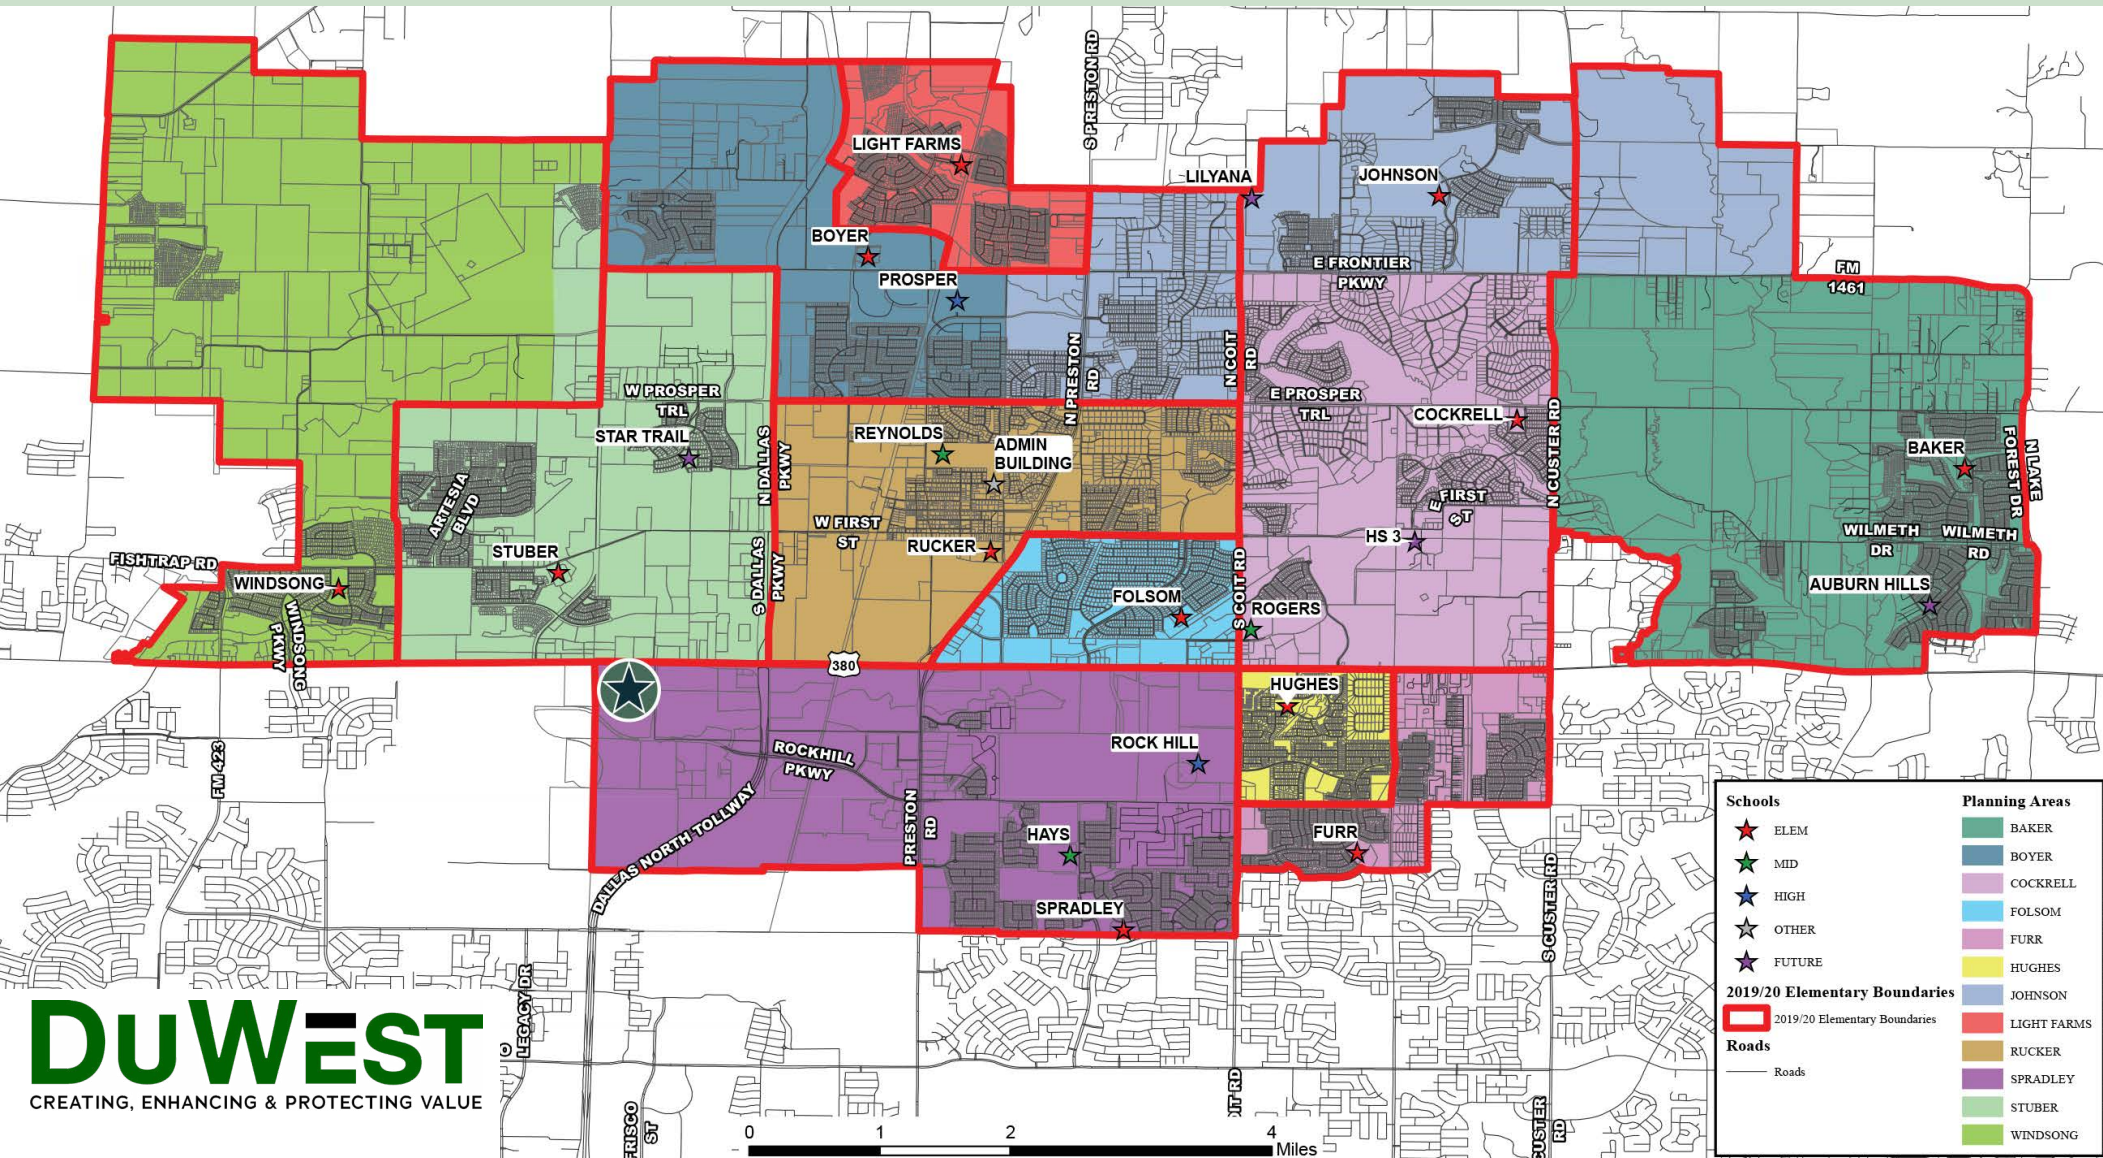 S PRESTON RD
LIGHT FARMS
LILYANA
JOHNSON
BOYER
PROSPER
E FRONTIER
PKWY
FM
1461
N PRESTON
RD
N COIT
RD
W PROSPER
TRL
E PROSPER
TRL
STAR TRAIL
N DALLAS
PKWY
REYNOLDS
ADMIN
BUILDING
COCKRELL
N CUSTER RD
BAKER
FOREST DR
N LAKE
ARTESIA
BLVD
E FIRST
ST
W FIRST
ST
HS 3
WILMETH
DR
WILMETH
RD
STUBER
RUCKER
FISHTRAP RD
WINDSONG
S DALLAS
PKWY
FOLSOM
S COIT RD
ROGERS
AUBURN HILLS
WINDSONG
PKWY
380
HUGHES
FM 423
ROCKHILL
PKWY
ROCK HILL
DALLAS NORTH TOLLWAY
PRESTON
RD
HAYS
FURR
SPRADLEY
S CUSTER RD
LEGACY DR
O
FRISCO
ST
IT RD
CUSTER
RD
DUWEST
CREATING, ENHANCING & PROTECTING VALUE
0 1 2 4
Miles
Schools
ELEM
MID
HIGH
OTHER
FUTURE
2019/20 Elementary Boundaries
2019/20 Elementary Boundaries
Roads
Roads
Planning Areas
BAKER
BOYER
COCKRELL
FOLSOM
FURR
HUGHES
JOHNSON
LIGHT FARMS
RUCKER
SPRADLEY
STUBER
WINDSONG